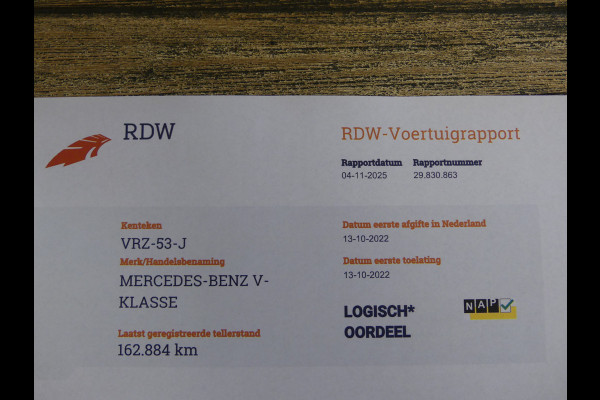 RDW
RDW-Voertuigrapport
Rapportdatum Rapportnummer
04-11-2025 29.830.863
Kenteken
VRZ-53-J
Merk/Handelsbenaming
MERCEDES-BENZ V-
KLASSE
Laatst geregistreerde tellerstand
162.884 km
Datum eerste afgifte in Nederland
13-10-2022
Datum eerste toelating
13-10-2022
LOGISCH*
OORDEEL
NAP